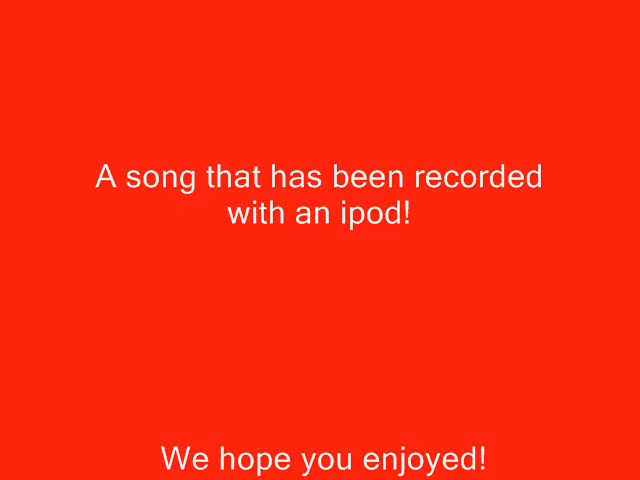 A song that has been recorded
with an ipod!
We hope you enjoyed!